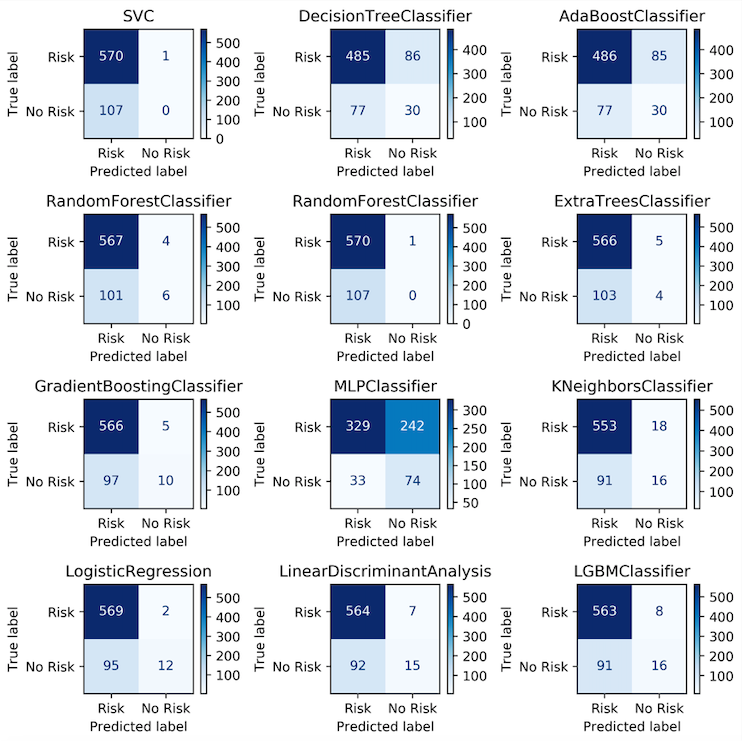 SVC DecisionTreeClassifier AdaBoostClassifier
True label Risk 570 1 500 True label Risk 485 86 400 True label Risk 486 85 400
400 300 300
300
No Risk 107 0 200 No Risk 77 30 200 No Risk 77 30 200
100 100 100
0
Risk No Risk Risk No Risk Risk No Risk
Predicted label Predicted label Predicted label
RandomForestClassifier RandomForestClassifier ExtraTreesClassifier
True label Risk 567 4 500 True label Risk 570 1 500 True label Risk 566 5 500
400 400 400
300 300 300
No Risk 101 6 200 No Risk 107 0 200 No Risk 103 4 200
100 100 100
0
Risk No Risk Risk No Risk Risk No Risk
Predicted label Predicted label Predicted label
GradientBoostingClassifier MLPClassifier KNeighborsClassifier
True label Risk 566 5 500 True label Risk 329 242 300 True label Risk 553 18 500
400 250 400
300 200 300
No Risk 97 10 200 No Risk 33 74 150 No Risk 91 16 200
100 100 100
50
Risk No Risk Risk No Risk Risk No Risk
Predicted label Predicted label Predicted label
LogisticRegression LinearDiscriminantAnalysis LGBMClassifier
True label Risk 569 2 500 True label Risk 564 7 500 True label Risk 563 8 500
400 400 400
300 300 300
No Risk 95 12 200 No Risk 92 15 200 No Risk 91 16 200
100 100 100
Risk No Risk Risk No Risk Risk No Risk
Predicted label Predicted label Predicted label